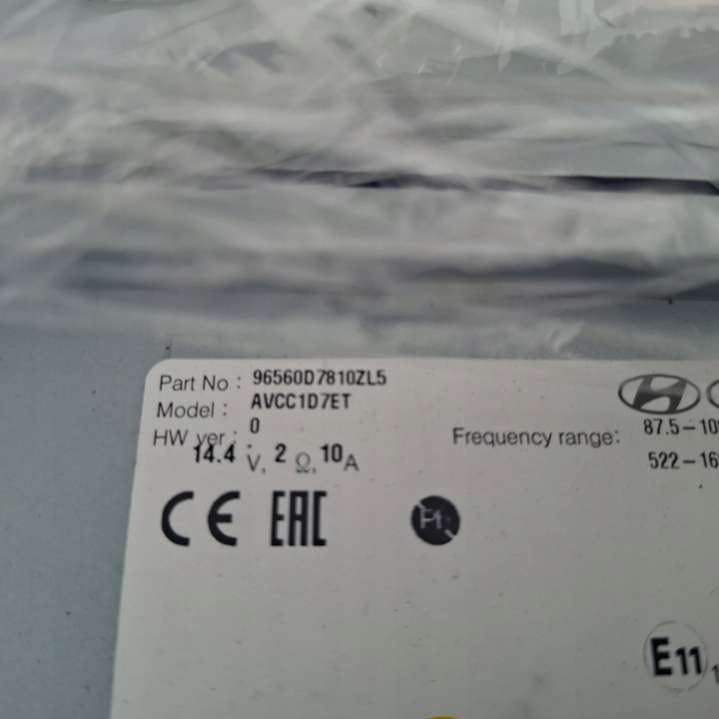 Part No : 96560D7810ZL5
Model : AVCC1D7ET
HW ver : 0
14.4 V, 2 Ω, 10 A
Frequency range: 87.5-10
522-16
CE EAC
E11